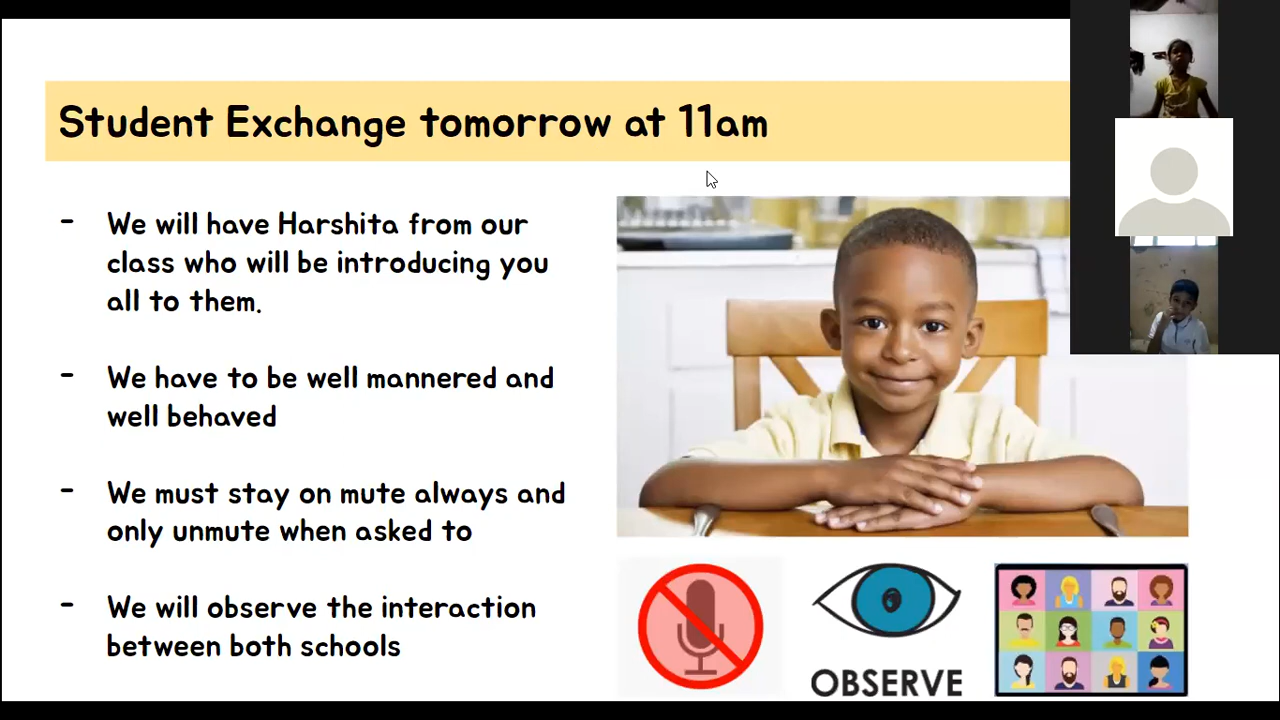 Student Exchange tomorrow at 11am
- We will have Harshita from our
class who will be introducing you
all to them.
- We have to be well mannered and
well behaved
- We must stay on mute always and
only unmute when asked to
- We will observe the interaction
between both schools
OBSERVE